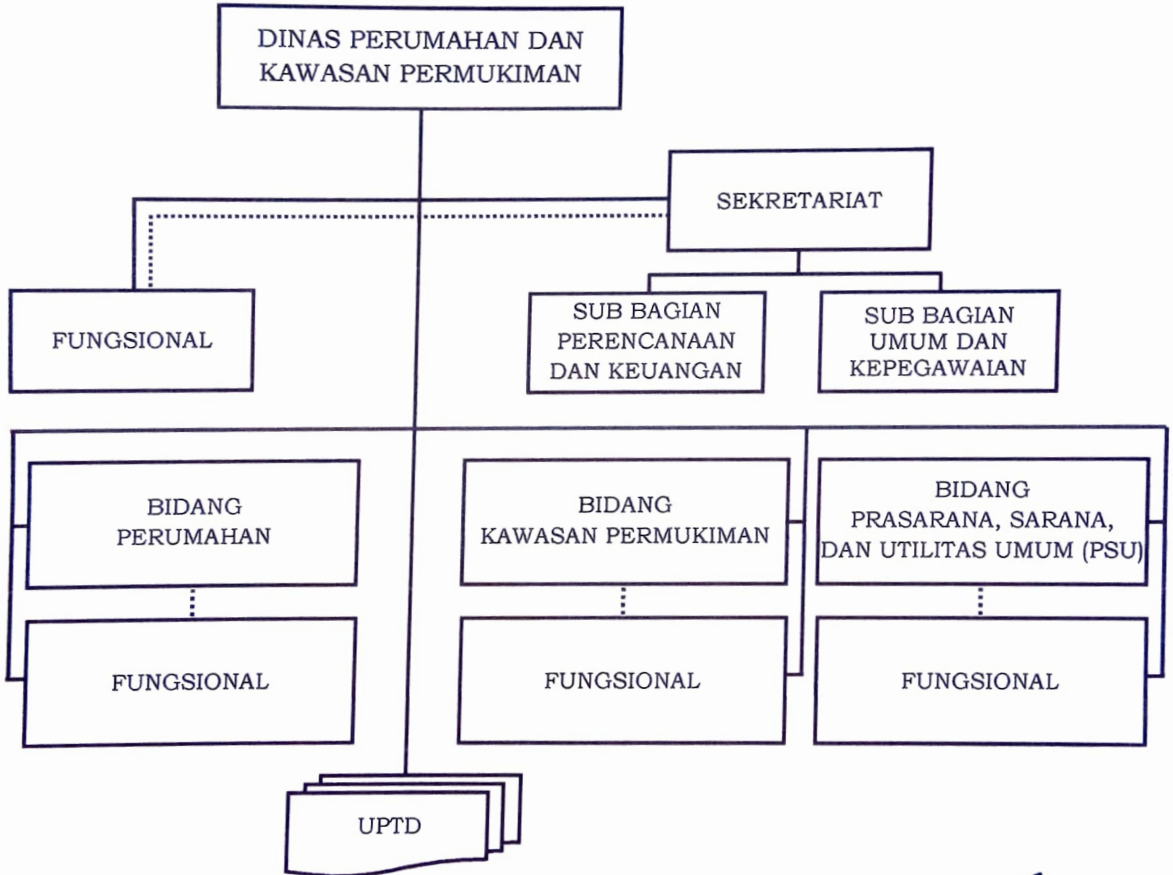 DINAS PERUMAHAN DAN
KAWASAN PERMUKIMAN
SEKRETARIAT
FUNGSIONAL
SUB BAGIAN
PERENCANAAN
DAN KEUANGAN
SUB BAGIAN
UMUM DAN
KEPEGAWAIAN
BIDANG
PERUMAHAN
BIDANG
KAWASAN PERMUKIMAN
BIDANG
PRASARANA, SARANA,
DAN UTILITAS UMUM (PSU)
FUNGSIONAL
FUNGSIONAL
FUNGSIONAL
UPTD